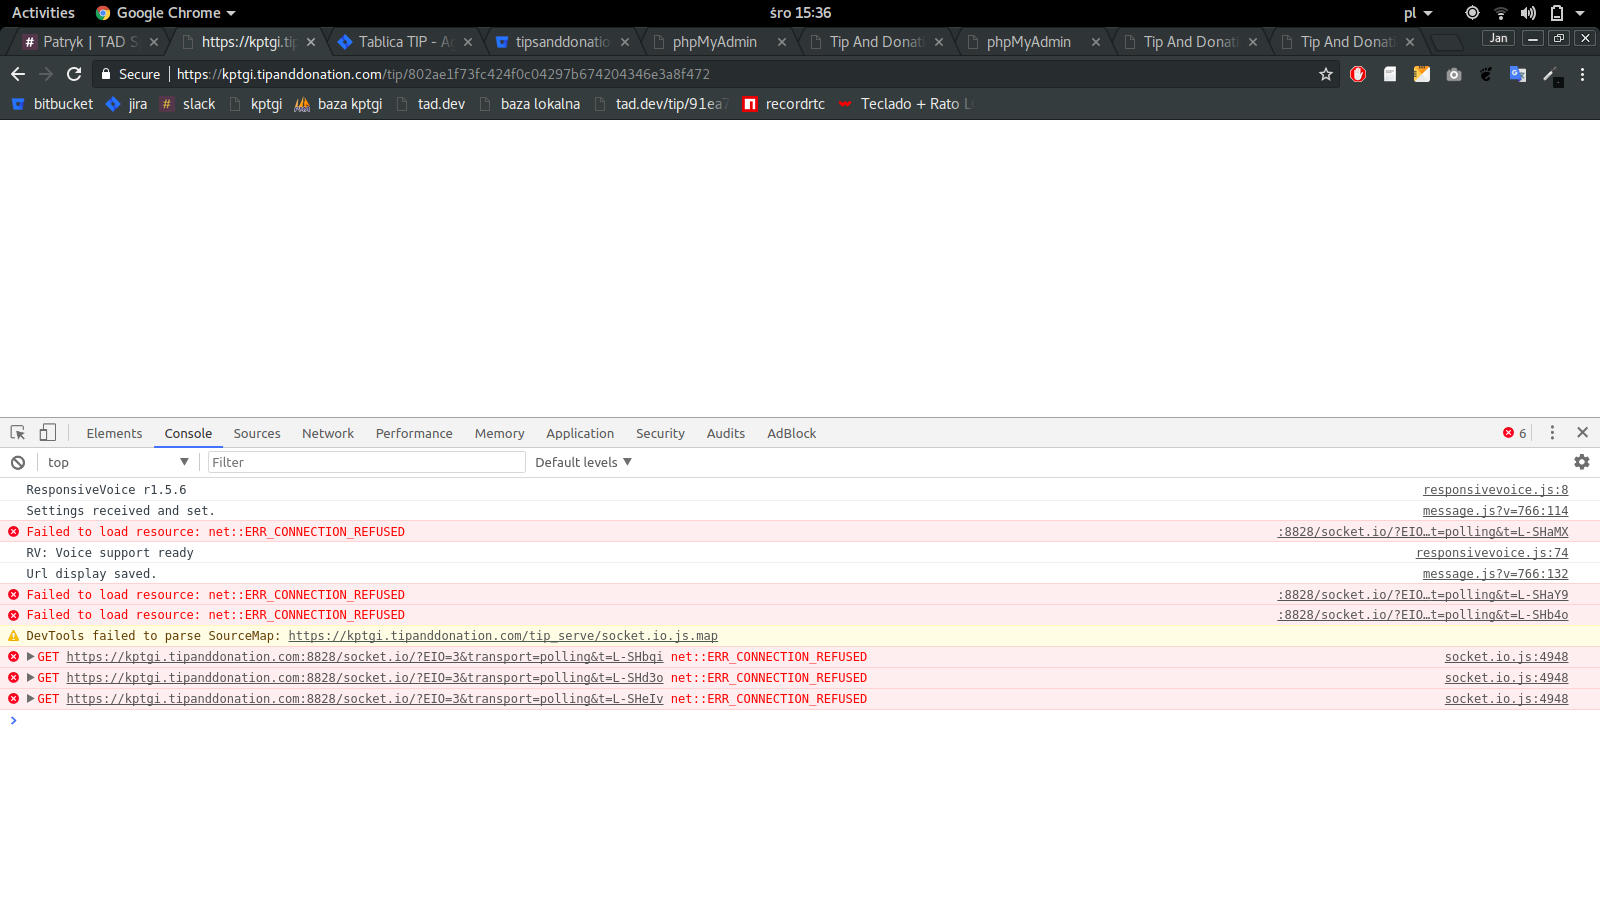 Activities Google Chrome śro 15:36 pl
Patryk | TAD S https://kptgi.tip Tablica TIP - Ag tipsanddonatio phpMyAdmin Tip And Donati phpMyAdmin Tip And Donati Tip And Donati Jan
Secure https://kptgi.tipanddonation.com/tip/802ae1f73fc424f0c04297b674204346e3a8f472
bitbucket jira slack kptgi baza kptgi tad.dev baza lokalna tad.dev/tip/91ea7 recordrtc Teclado + Rato L
Elements Console Sources Network Performance Memory Application Security Audits AdBlock 6
top Filter Default levels
ResponsiveVoice r1.5.6 responsivevoice.js:8
Settings received and set. message.js?v=766:114
Failed to load resource: net::ERR_CONNECTION_REFUSED :8828/socket.io/?EIO…t=polling&t=L-SHaMX
RV: Voice support ready responsivevoice.js:74
Url display saved. message.js?v=766:132
Failed to load resource: net::ERR_CONNECTION_REFUSED :8828/socket.io/?EIO…t=polling&t=L-SHaY9
Failed to load resource: net::ERR_CONNECTION_REFUSED :8828/socket.io/?EIO…t=polling&t=L-SHb4o
DevTools failed to parse SourceMap: https://kptgi.tipanddonation.com/tip_serve/socket.io.js.map
GET https://kptgi.tipanddonation.com:8828/socket.io/?EIO=3&transport=polling&t=L-SHbqi net::ERR_CONNECTION_REFUSED socket.io.js:4948
GET https://kptgi.tipanddonation.com:8828/socket.io/?EIO=3&transport=polling&t=L-SHd3o net::ERR_CONNECTION_REFUSED socket.io.js:4948
GET https://kptgi.tipanddonation.com:8828/socket.io/?EIO=3&transport=polling&t=L-SHeIv net::ERR_CONNECTION_REFUSED socket.io.js:4948